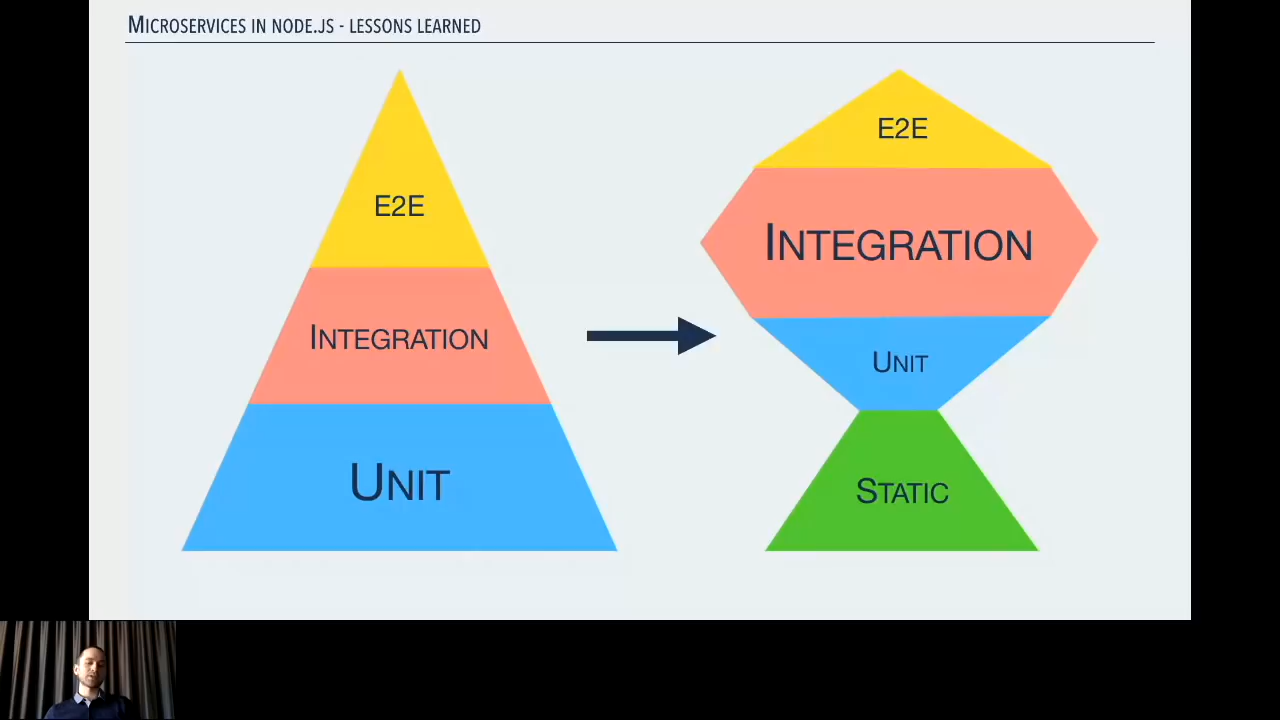 MICROSERVICES IN NODE.JS - LESSONS LEARNED
E2E
INTEGRATION
UNIT
E2E
INTEGRATION
UNIT
STATIC